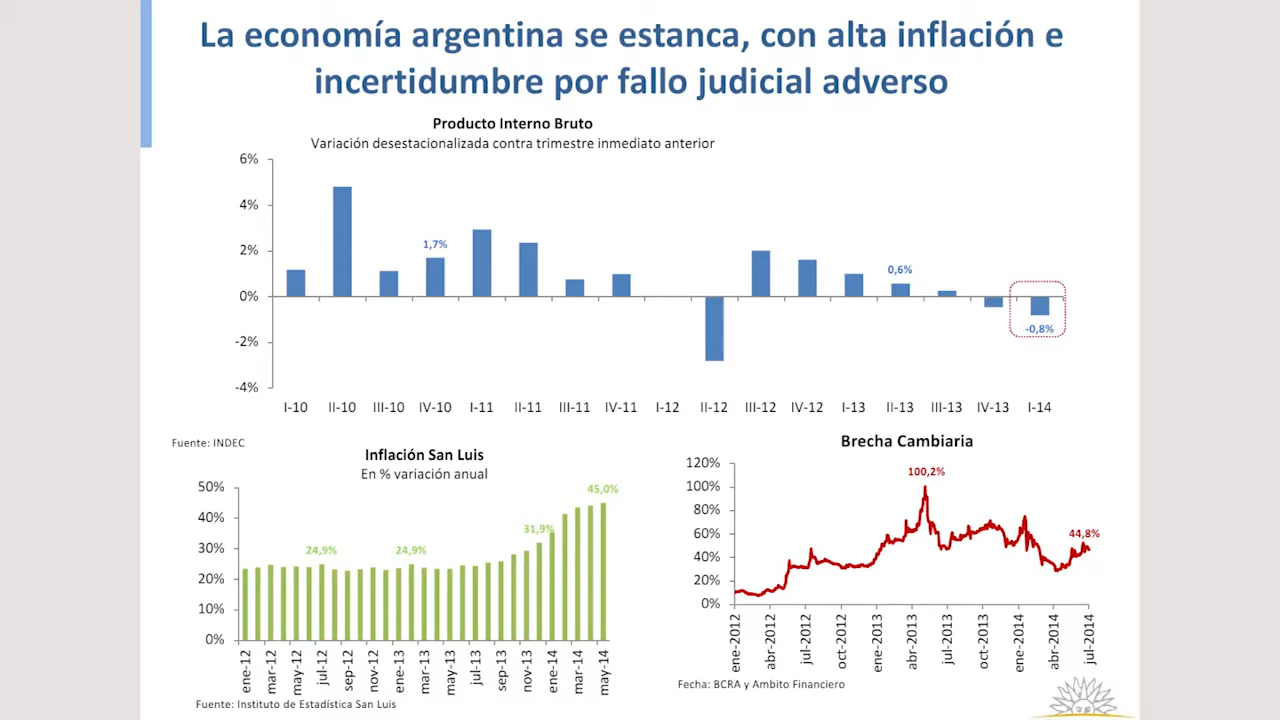 La economía argentina se estanca, con alta inflación e
incertidumbre por fallo judicial adverso
Producto Interno Bruto
Variación desestacionalizada contra trimestre inmediato anterior
6%
4%
2%
0%
-2%
-4%
1,7%
0,6%
-0,8%
I-10 II-10 III-10 IV-10 I-11 II-11 III-11 IV-11 I-12 II-12 III-12 IV-12 I-13 II-13 III-13 IV-13 I-14
Fuente: INDEC
Inflación San Luis
En % variación anual
50%
40%
30%
20%
10%
0%
24,9%
24,9%
31,9%
45,0%
ene-12 mar-12 may-12 jul-12 sep-12 nov-12 ene-13 mar-13 may-13 jul-13 sep-13 nov-13 ene-14 mar-14 may-14
Fuente: Instituto de Estadística San Luis
Brecha Cambiaria
120%
100%
80%
60%
40%
20%
0%
100,2%
44,8%
ene-2012 abr-2012 jul-2012 oct-2012 ene-2013 abr-2013 jul-2013 oct-2013 ene-2014 abr-2014 jul-2014
Fecha: BCRA y Ambito Financiero